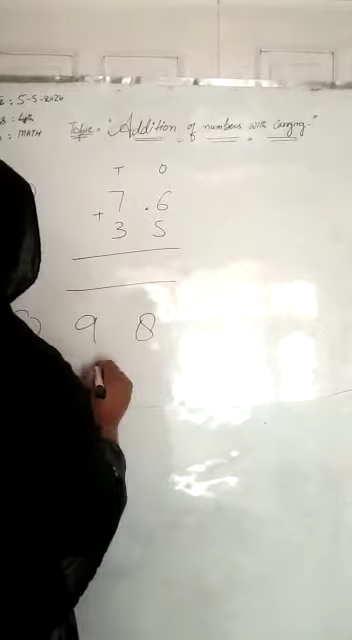 : 5-5-2020
: 4th
: MATH
Topic: "Addition of numbers with carrying."
T O
7 .6
+ 3 5
9 8